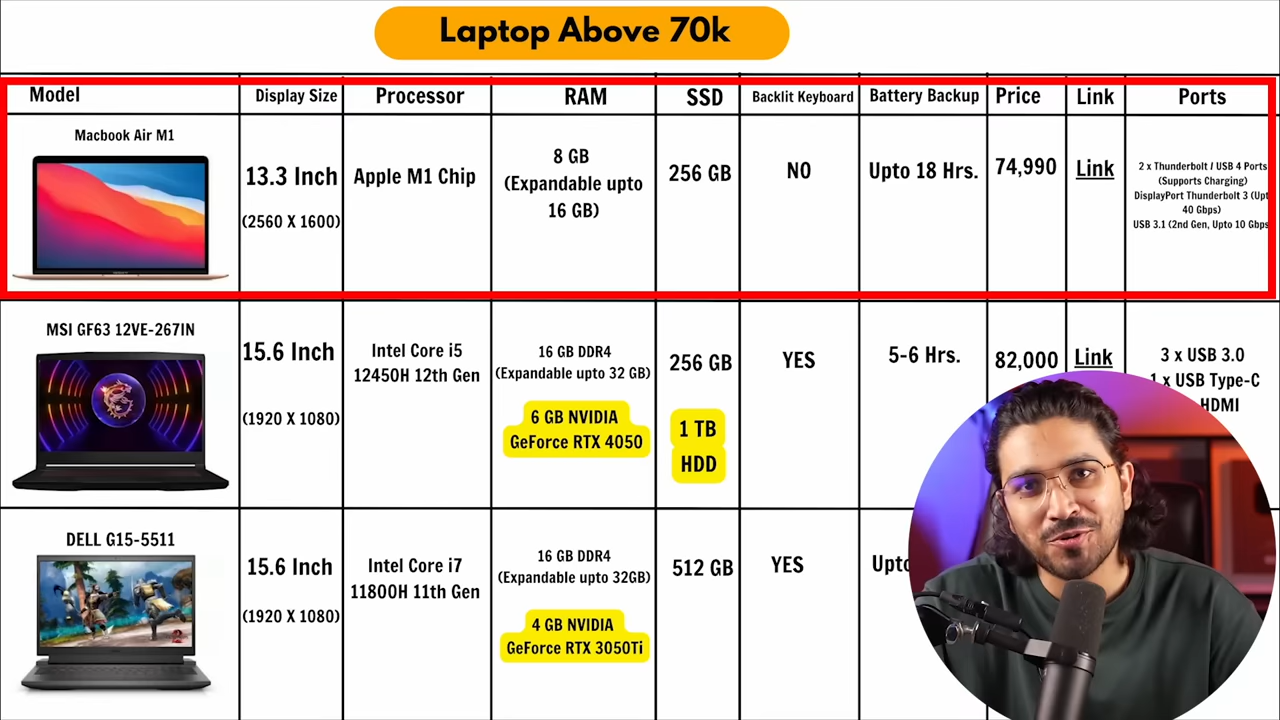 Laptop Above 70k
Model
Display Size
Processor
RAM
SSD
Backlit Keyboard
Battery Backup
Price
Link
Ports
Macbook Air M1
13.3 Inch
(2560 X 1600)
Apple M1 Chip
8 GB
(Expandable upto
16 GB)
256 GB
NO
Upto 18 Hrs.
74,990
Link
2 x Thunderbolt / USB 4 Ports
(Supports Charging)
DisplayPort Thunderbolt 3 (Upt
40 Gbps)
USB 3.1 (2nd Gen, Upto 10 Gbps
MSI GF63 12VE-267IN
15.6 Inch
(1920 X 1080)
Intel Core i5
12450H 12th Gen
16 GB DDR4
(Expandable upto 32 GB)
6 GB NVIDIA
GeForce RTX 4050
256 GB
1 TB
HDD
YES
5-6 Hrs.
82,000
Link
3 x USB 3.0
x USB Type-C
HDMI
DELL G15-5511
15.6 Inch
(1920 X 1080)
Intel Core i7
11800H 11th Gen
16 GB DDR4
(Expandable upto 32GB)
4 GB NVIDIA
GeForce RTX 3050Ti
512 GB
YES
Upto